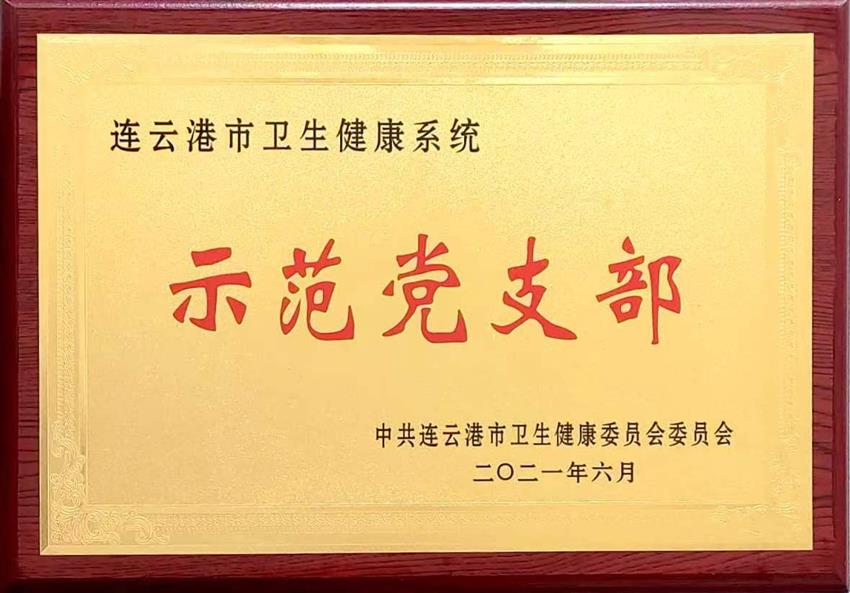 连云港市卫生健康系统
示范党支部
中共连云港市卫生健康委员会委员会
二〇二一年六月